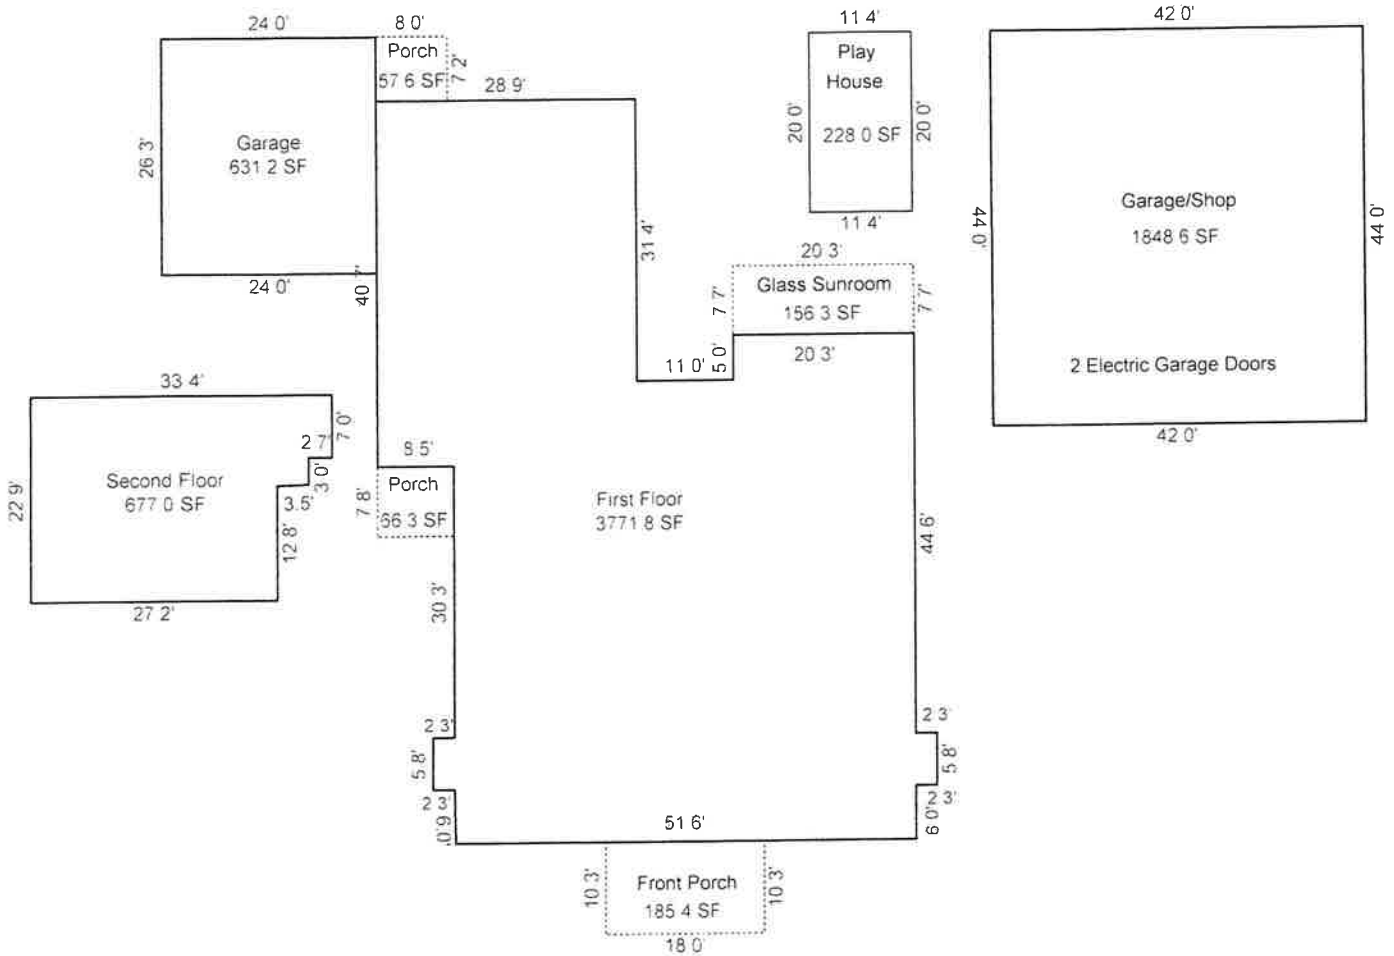 24 0'
8 0'
Porch
57 6 SF
7 2'
28 9'
26 3'
Garage
631 2 SF
24 0'
40 7'
31 4'
11 4'
Play
House
20 0'
228 0 SF
20 0'
11 4'
42 0'
44 0'
Garage/Shop
1848 6 SF
44 0'
2 Electric Garage Doors
42 0'
20 3'
7 7'
Glass Sunroom
156 3 SF
7 7'
20 3'
11 0'
5 0'
33 4'
22 9'
Second Floor
677 0 SF
7 0'
2 7'
3 0'
3.5'
12 8'
27 2'
8 5'
7 8'
Porch
66 3 SF
First Floor
3771 8 SF
44 6'
30 3'
2 3'
5 8'
2 3'
6 0'
2 3'
5 8'
2 3'
6 0'
51 6'
10 3'
Front Porch
185 4 SF
10 3'
18 0'